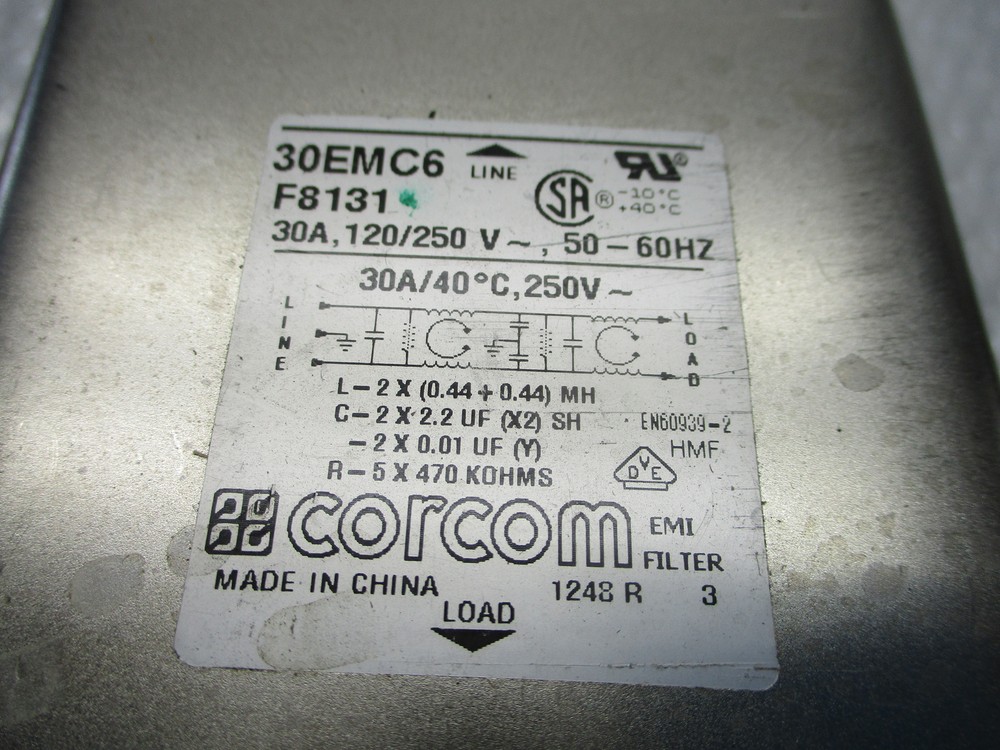 30EMC6 LINE
F8131
SA ® -10°C
+40°C
30A, 120/250 V ~, 50-60HZ
30A/40°C, 250V ~
LINE LOAD
L-2 X (0.44 + 0.44) MH
C-2 X 2.2 UF (X2) SH EN60939-2
-2 X 0.01 UF (Y) HMF
DVE
R-5 X 470 KOHMS
corcom EMI
FILTER
MADE IN CHINA 1248 R 3
LOAD